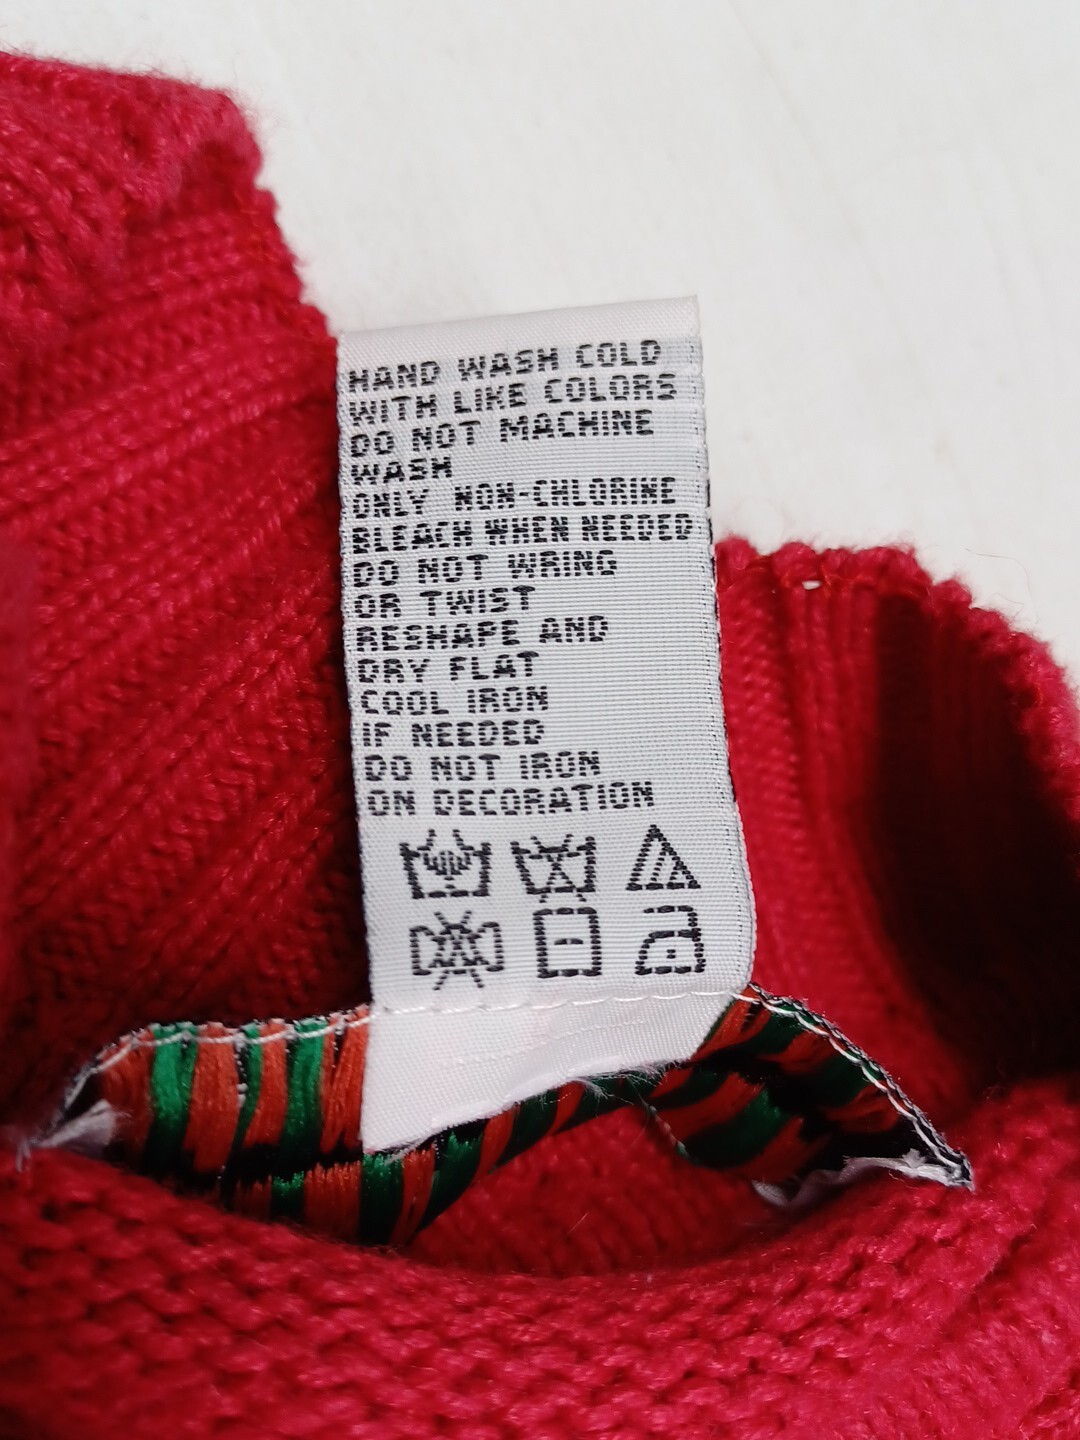 HAND WASH COLD
WITH LIKE COLORS
DO NOT MACHINE
WASH
ONLY NON-CHLORINE
BLEACH WHEN NEEDED
DO NOT WRING
OR TWIST
RESHAPE AND
DRY FLAT
COOL IRON
IF NEEDED
DO NOT IRON
ON DECORATION